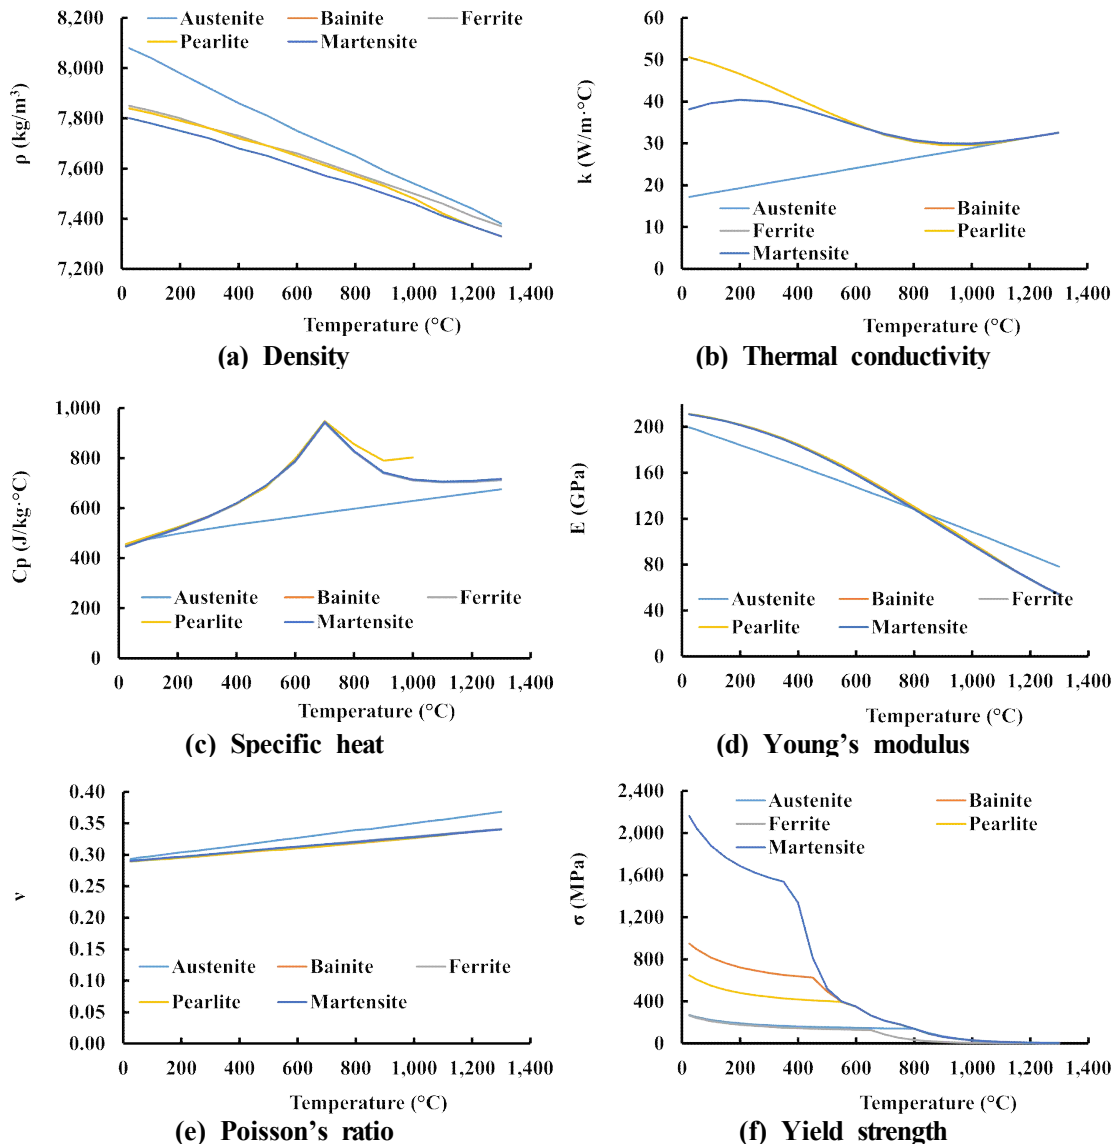 8,200
8,000
7,800
7,600
7,400
7,200
ρ (kg/m³)
Austenite Bainite Ferrite
Pearlite Martensite
0 200 400 600 800 1,000 1,200 1,400
Temperature (°C)
(a) Density
60
50
40
30
20
10
0
k (W/m·°C)
Austenite Bainite
Ferrite Pearlite
Martensite
0 200 400 600 800 1,000 1,200 1,400
Temperature (°C)
(b) Thermal conductivity
1,000
800
600
400
200
0
Cp (J/kg·°C)
Austenite Bainite Ferrite
Pearlite Martensite
0 200 400 600 800 1,000 1,200 1,400
Temperature (°C)
(c) Specific heat
200
160
120
80
40
0
E (GPa)
Austenite Bainite Ferrite
Pearlite Martensite
0 200 400 600 800 1,000 1,200 1,400
Temperature (°C)
(d) Young's modulus
0.40
0.35
0.30
0.25
0.20
0.15
0.10
0.05
0.00
ν
Austenite Bainite Ferrite
Pearlite Martensite
0 200 400 600 800 1,000 1,200 1,400
Temperature (°C)
(e) Poisson's ratio
2,400
2,000
1,600
1,200
800
400
0
σ (MPa)
Austenite Bainite
Ferrite Pearlite
Martensite
0 200 400 600 800 1,000 1,200 1,400
Temperature (°C)
(f) Yield strength